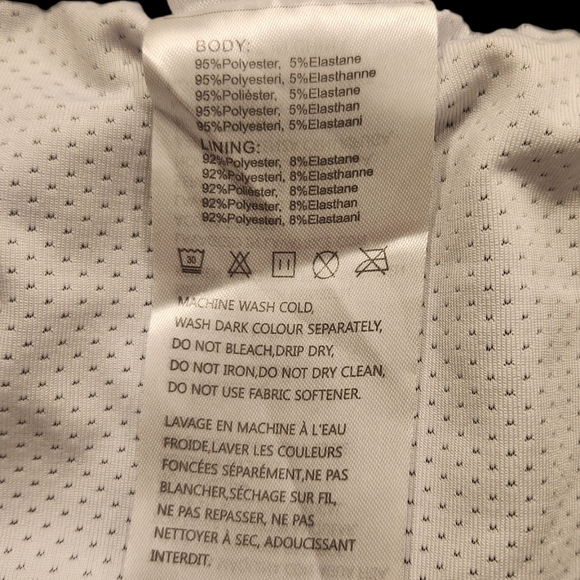 BODY:
95%Polyester, 5%Elastane
95%Polyesteri, 5%Elasthanne
95%Poliéster, 5%Elastane
95%Polyester, 5%Elasthan
95%Polyesteri, 5%Elastaani
LINING:
92%Polyester, 8%Elastane
92%Polyesteri, 8%Elasthanne
92%Poliéster, 8%Elastane
92%Polyester, 8%Elasthan
92%Polyesteri, 8%Elastaani
30
MACHINE WASH COLD,
WASH DARK COLOUR SEPARATELY,
DO NOT BLEACH,DRIP DRY,
DO NOT IRON,DO NOT DRY CLEAN,
DO NOT USE FABRIC SOFTENER.
LAVAGE EN MACHINE À L'EAU
FROIDE,LAVER LES COULEURS
FONCÉES SÉPARÉMENT,NE PAS
BLANCHER,SÉCHAGE SUR FIL,
NE PAS REPASSER, NE PAS
NETTOYER À SEC, ADOUCISSANT
INTERDIT.